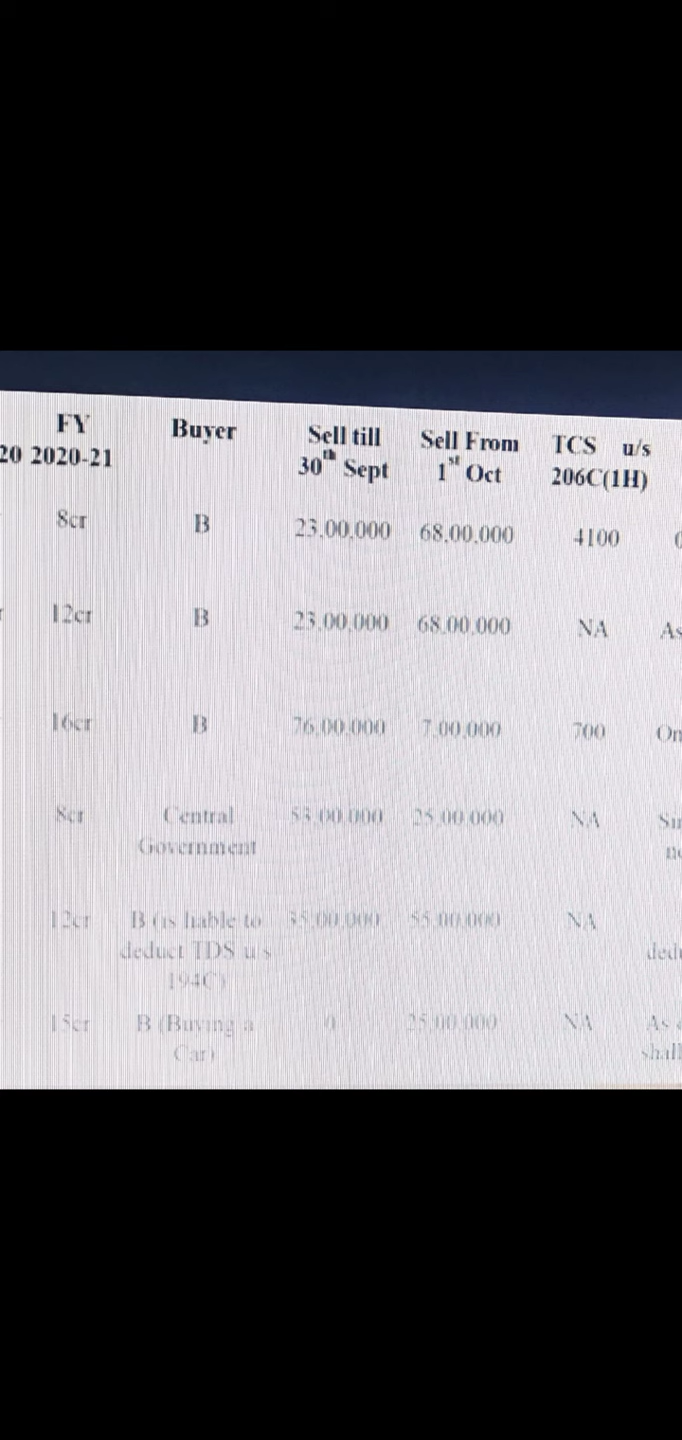 FY Buyer Sell till Sell From TCS u/s
20 2020-21 30th Sept 1st Oct 206C(1H)
8cr B 23,00,000 68,00,000 4100
12cr B 23,00,000 68,00,000 NA As
16cr B 76,00,000 7,00,000 700 On
8cr Central 53,00,000 25,00,000 NA
Government
12cr B (is liable to 35,00,000 55,00,000 NA
deduct TDS u/s
194C)
15cr B (Buying a 0 25,00,000 NA As
Car) shall